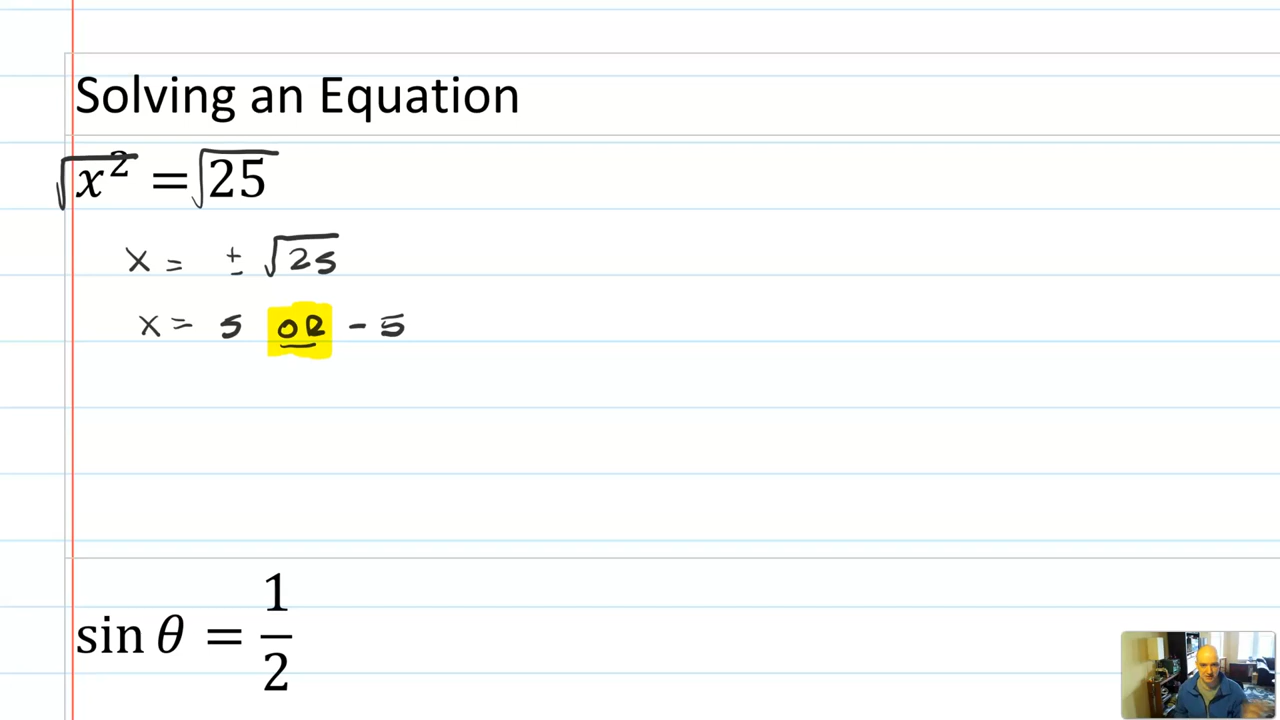 Solving an Equation
√x² = √25
x = ± √25
x = 5 OR - 5
sin θ = 1/2